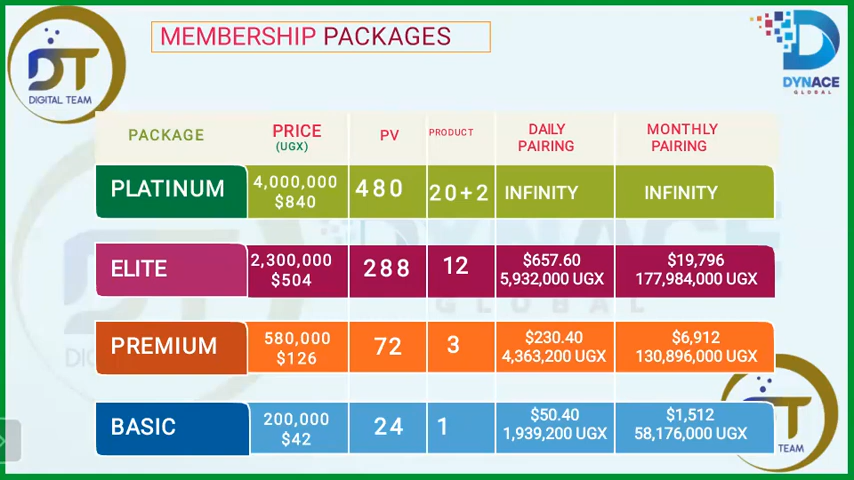 MEMBERSHIP PACKAGES
DT
DIGITAL TEAM
DYNACE
GLOBAL
PACKAGE PRICE (UGX) PV PRODUCT DAILY PAIRING MONTHLY PAIRING
PLATINUM 4,000,000 480 20+2 INFINITY INFINITY
$840
ELITE 2,300,000 288 12 $657.60 $19,796
$504 5,932,000 UGX 177,984,000 UGX
PREMIUM 580,000 72 3 $230.40 $6,912
$126 4,363,200 UGX 130,896,000 UGX
BASIC 200,000 24 1 $50.40 $1,512
$42 1,939,200 UGX 58,176,000 UGX
DYNACE
GLOBAL
DT
TEAM